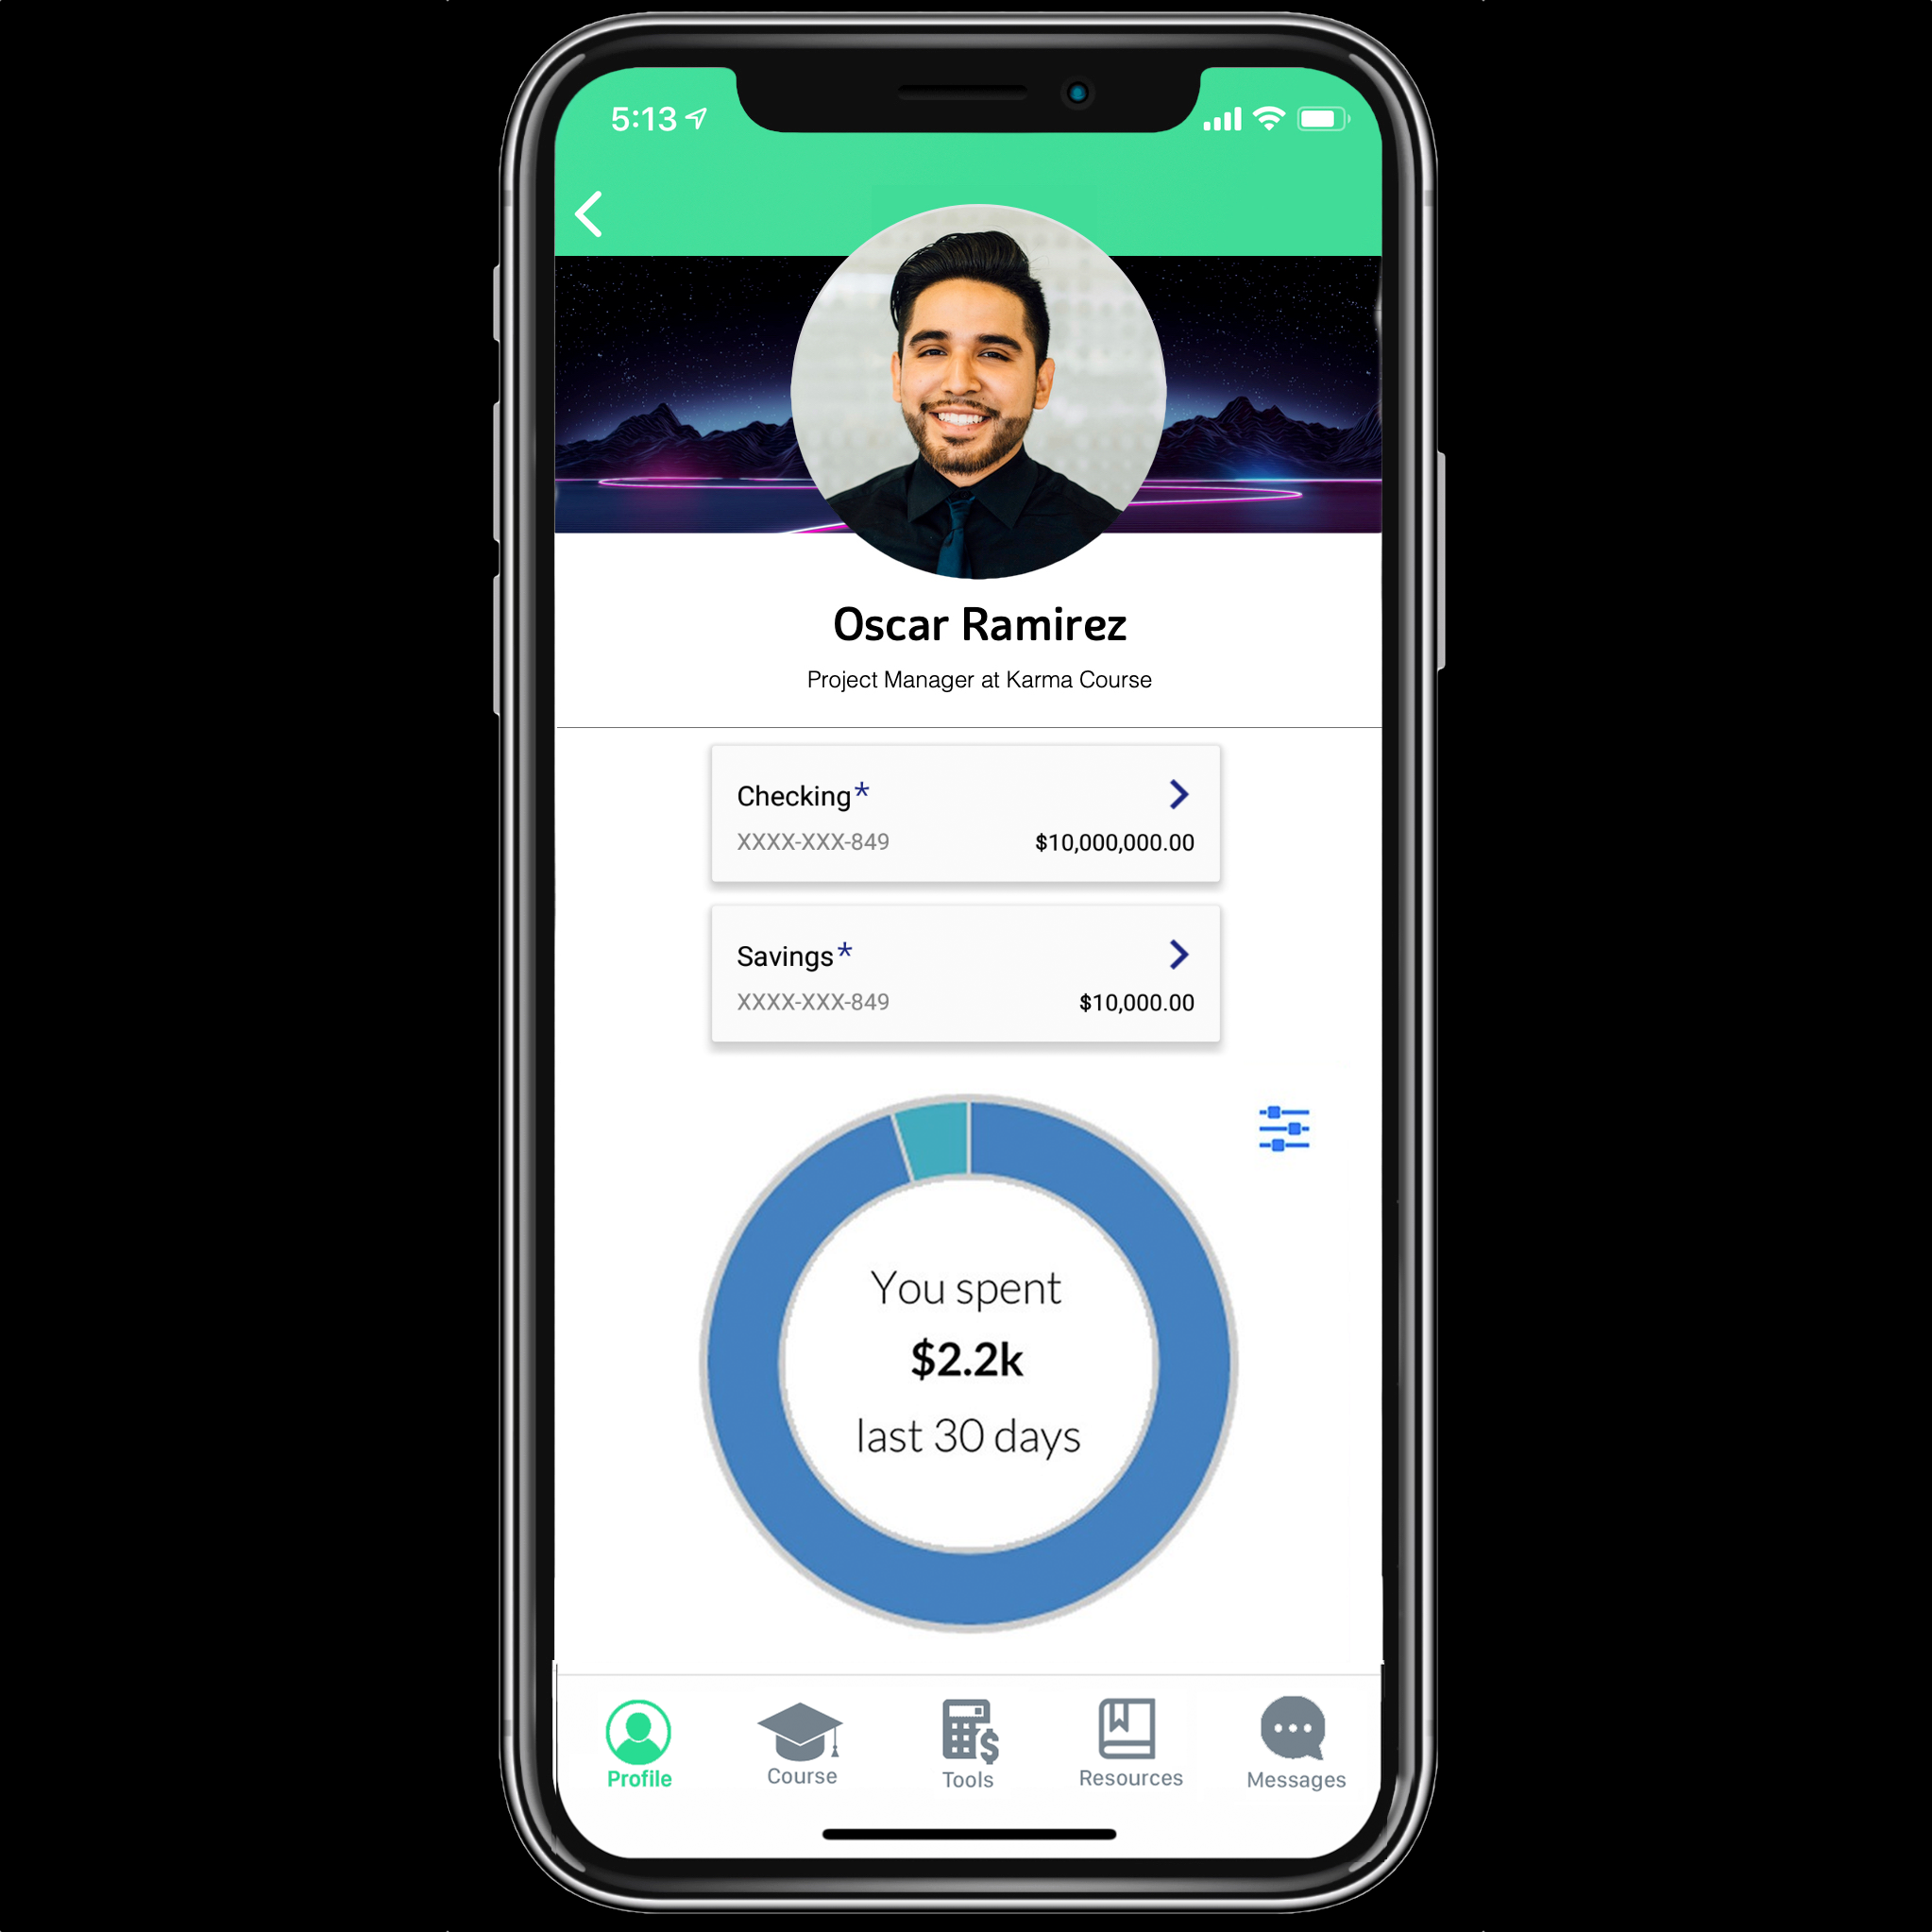 5:13
Oscar Ramirez
Project Manager at Karma Course
Checking*
XXXX-XXX-849 $10,000,000.00
Savings*
XXXX-XXX-849 $10,000.00
You spent
$2.2k
last 30 days
Profile Course Tools Resources Messages